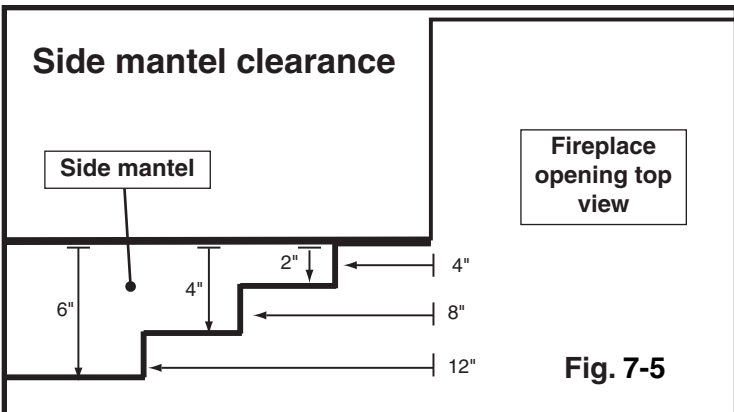 Side mantel clearance
Side mantel
Fireplace
opening top
view
2"
4"
4"
6"
8"
12"
Fig. 7-5